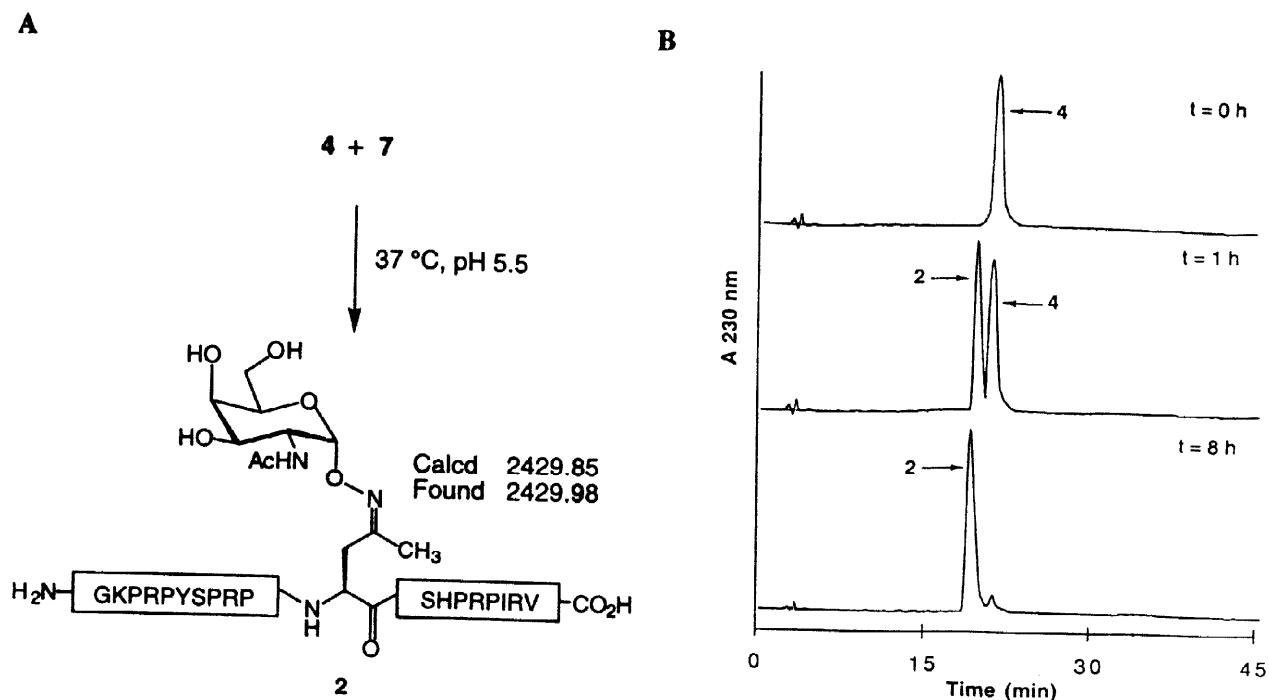 A
4 + 7
37 °C, pH 5.5
HO
OH
O
HO
AcHN
O
N
Calcd 2429.85
Found 2429.98
CH3
H2N
GKPRPYSPRP
N
H
O
SHPRPIRV
CO2H
2
B
4
t = 0 h
2
4
t = 1 h
2
t = 8 h
A 230 nm
0
15
30
45
Time (min)